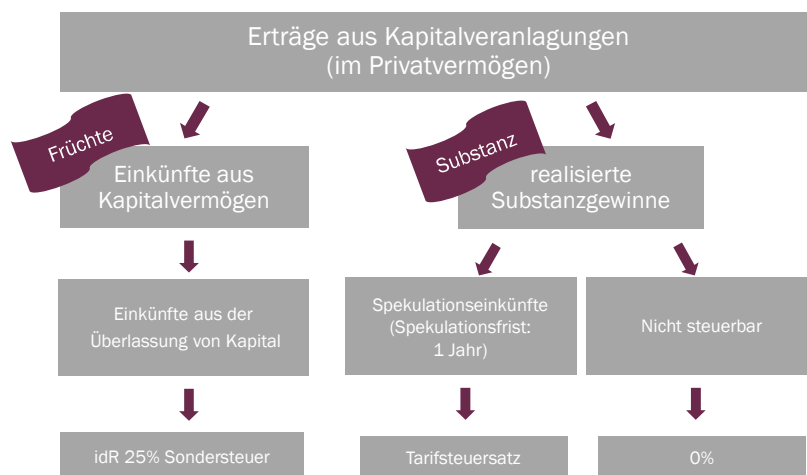 Erträge aus Kapitalveranlagungen
(im Privatvermögen)
Früchte
Einkünfte aus
Kapitalvermögen
Substanz
realisierte
Substanzgewinne
Einkünfte aus der
Überlassung von Kapital
Spekulationseinkünfte
(Spekulationsfrist:
1 Jahr)
Nicht steuerbar
idR 25% Sondersteuer
Tarifsteuersatz
0%